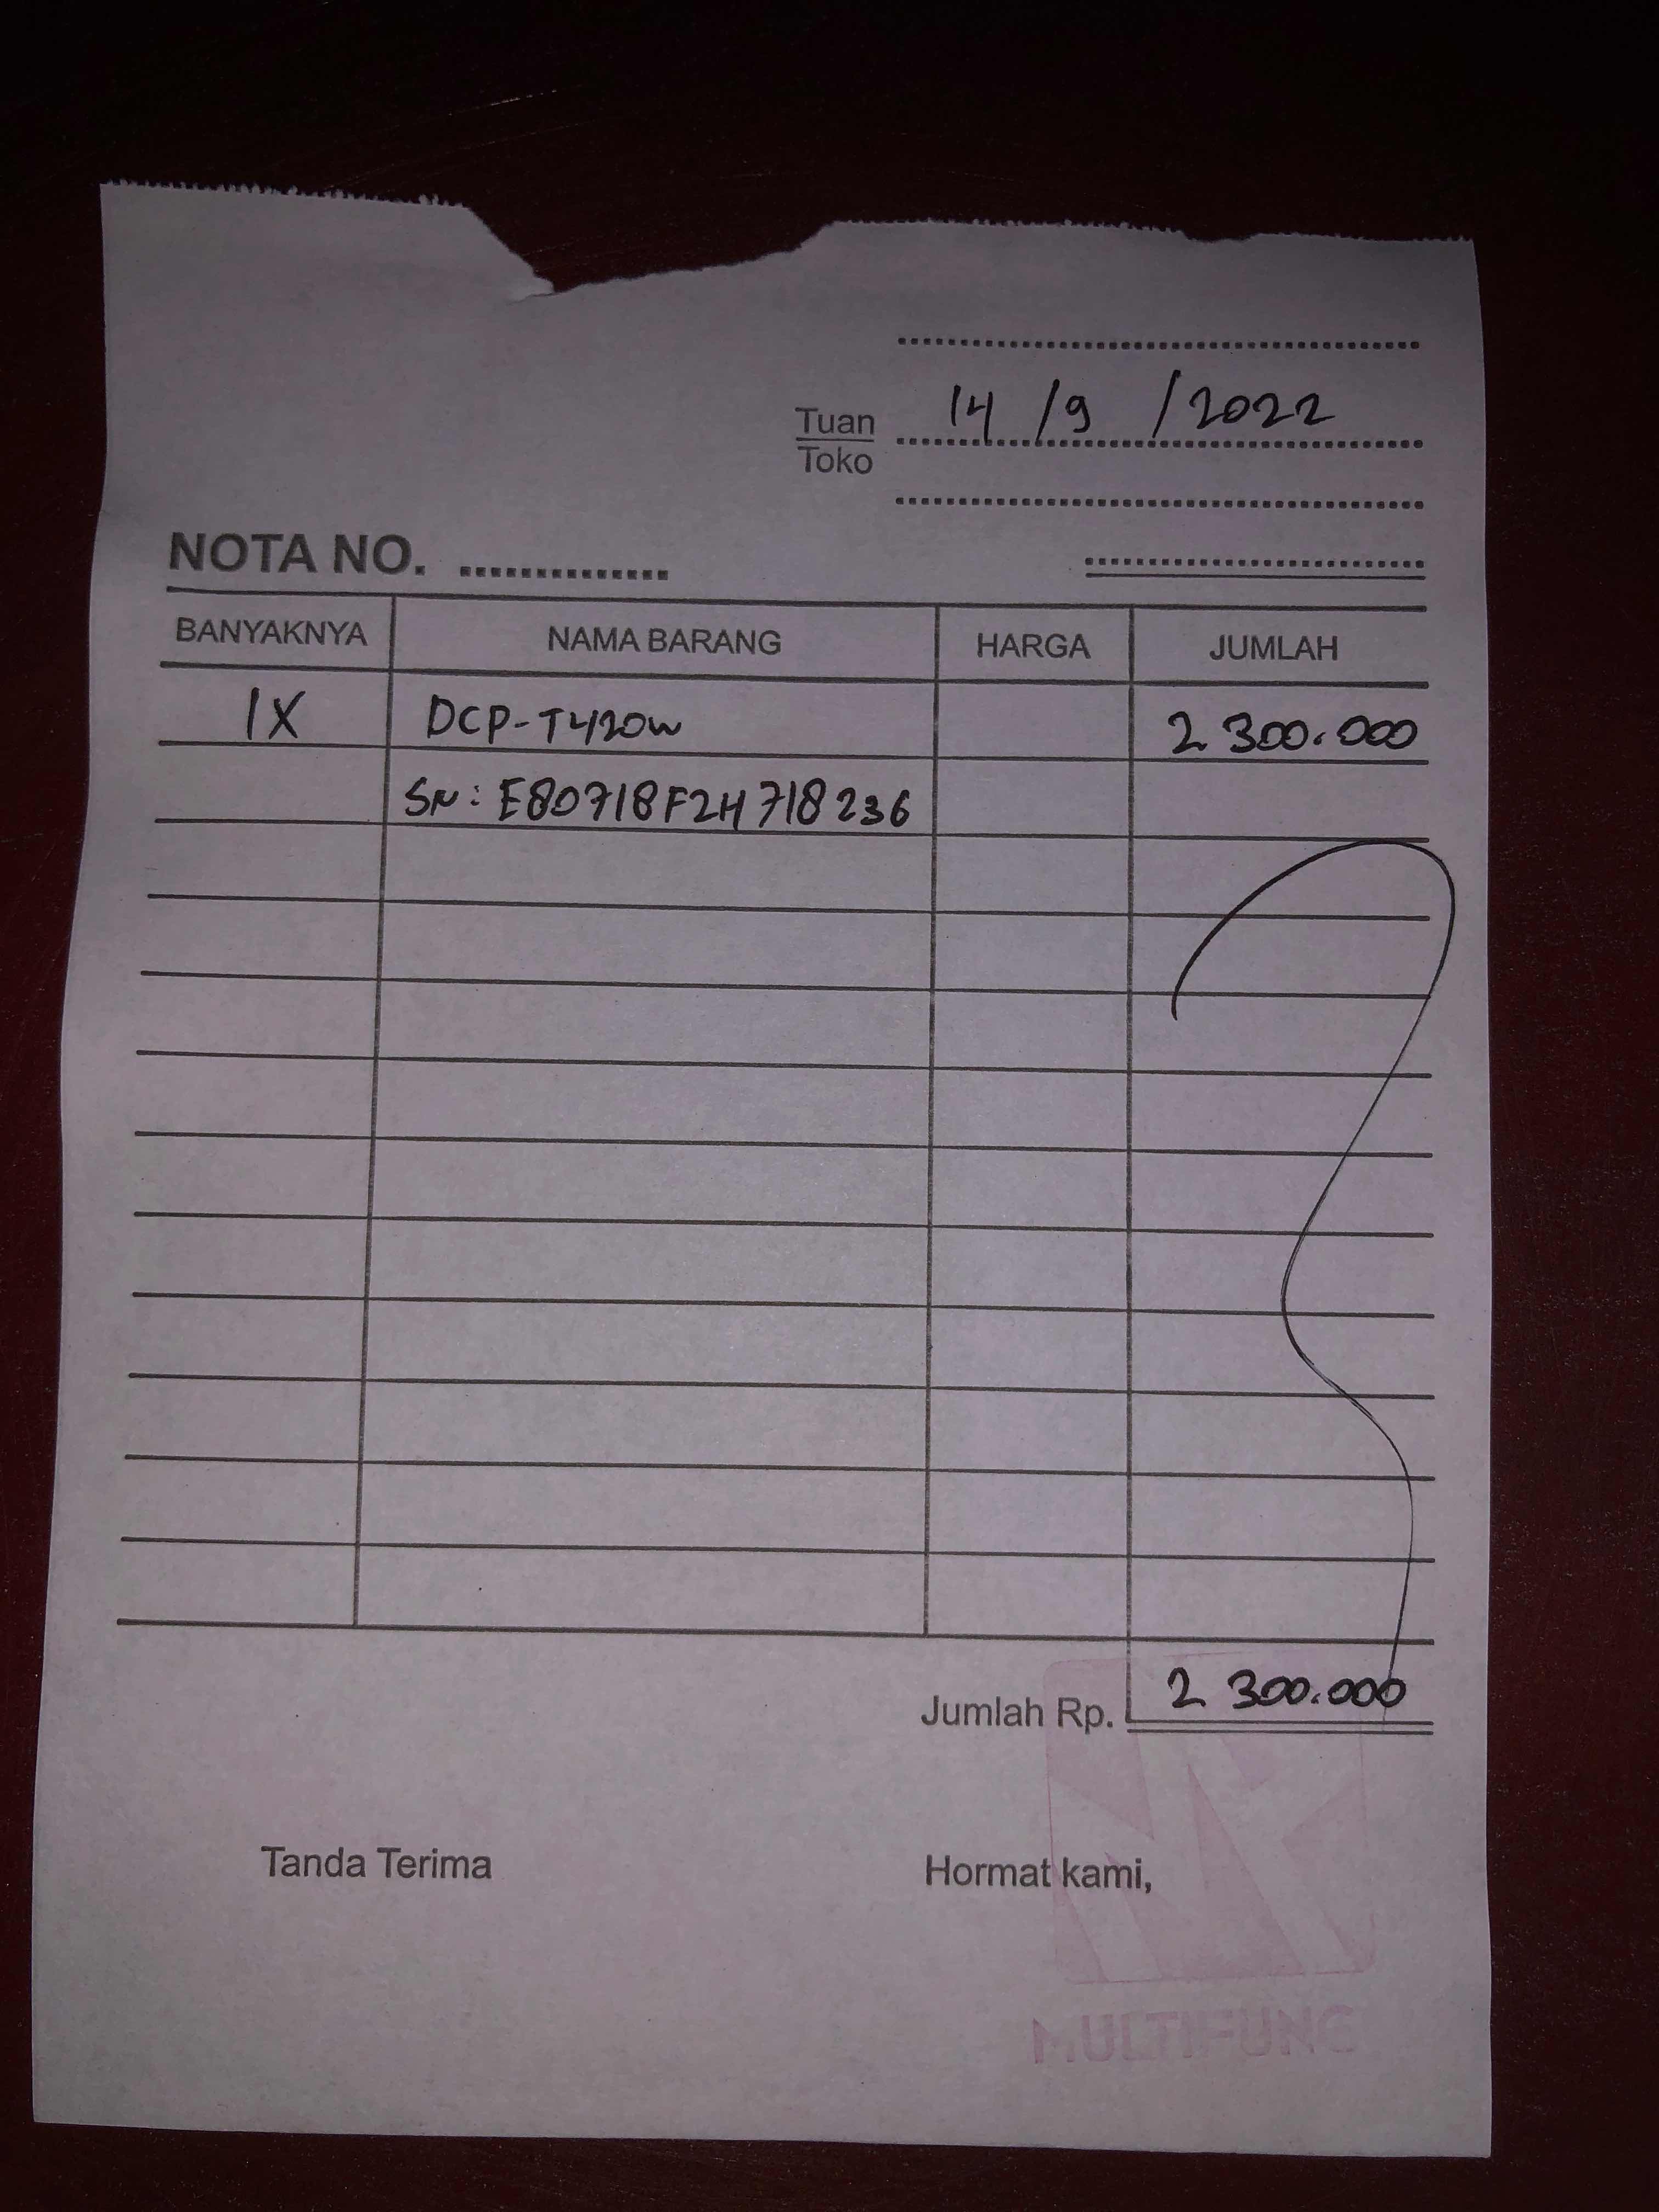 14/9/2022
Tuan
Toko
NOTA NO. ...............
BANYAKNYA NAMA BARANG HARGA JUMLAH
1X DCP-T420W 2 300.000
SN: E80718F2H718236
Jumlah Rp. 2 300.000
Tanda Terima Hormat kami,
MULTIFUNG